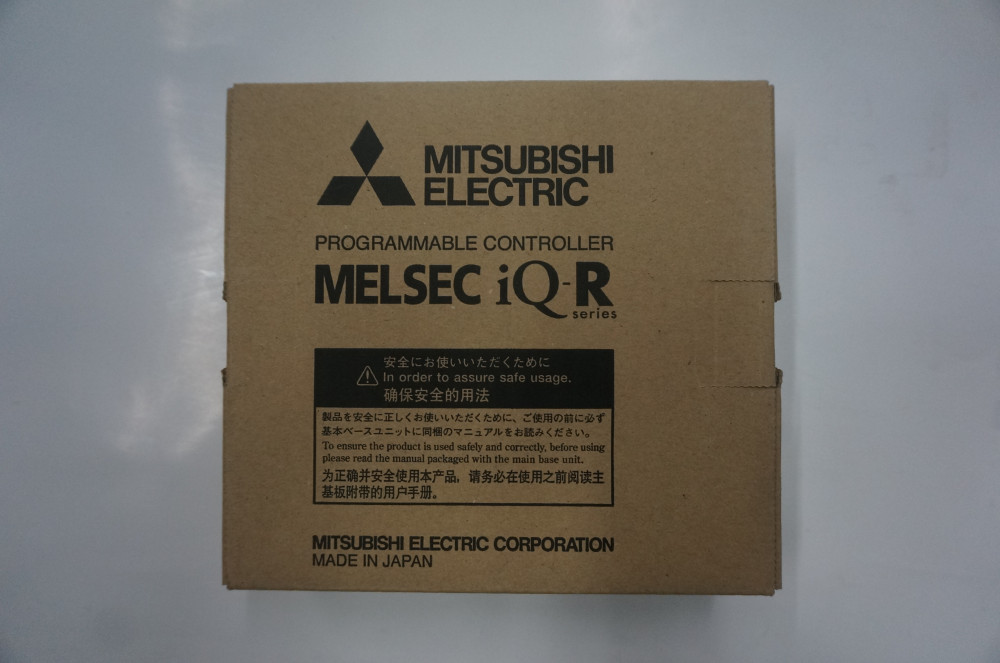 MITSUBISHI
ELECTRIC
PROGRAMMABLE CONTROLLER
MELSEC iQ-R
series
安全にお使いいただくために
In order to assure safe usage.
确保安全的用法
製品を安全に正しくお使いいただくために、ご使用の前に必ず
基本ベースユニットに同梱のマニュアルをお読みください。
To ensure the product is used safely and correctly, before using
please read the manual packaged with the main base unit.
为正确并安全使用本产品，请务必在使用之前阅读主
基板附带的用户手册。
MITSUBISHI ELECTRIC CORPORATION
MADE IN JAPAN